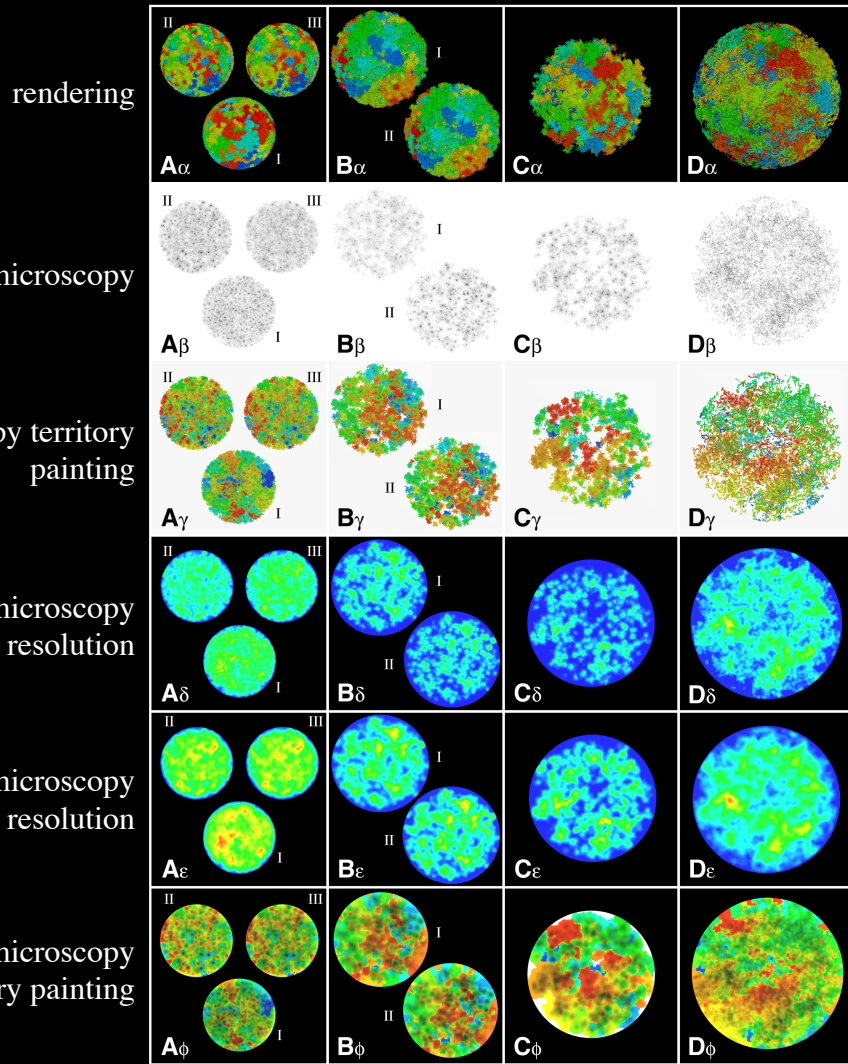 II III I II
rendering
Aα I Bα Cα Dα
II III I
microscopy
I II
Aβ Bβ Cβ Dβ
II III I
territory
painting
I II
Aγ Bγ Cγ Dγ
II III I
microscopy
resolution
I II
Aδ Bδ Cδ Dδ
II III I
microscopy
resolution
I II
Aε Bε Cε Dε
II III I
microscopy
painting
I II
Aϕ Bϕ Cϕ Dϕ